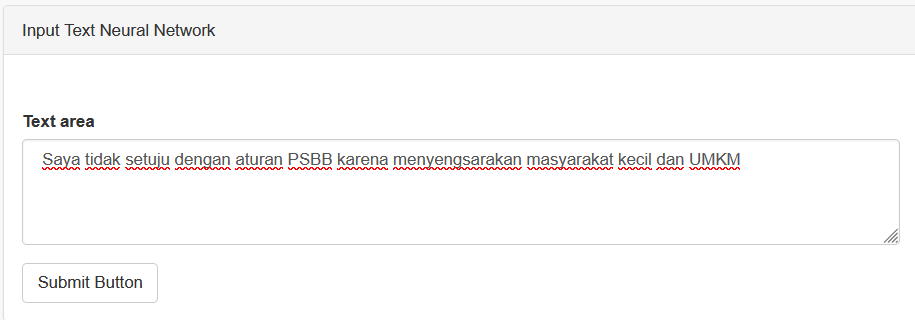 Input Text Neural Network
Text area
Saya tidak setuju dengan aturan PSBB karena menyengsarakan masyarakat kecil dan UMKM
Submit Button